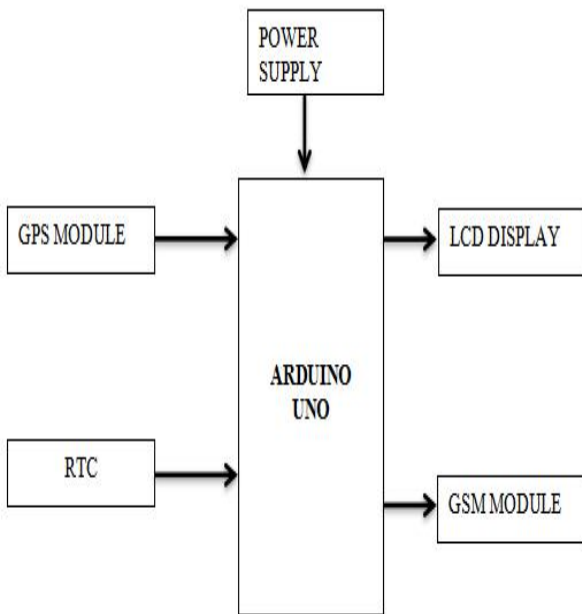 POWER
SUPPLY
GPS MODULE
LCD DISPLAY
ARDUINO
UNO
RTC
GSM MODULE